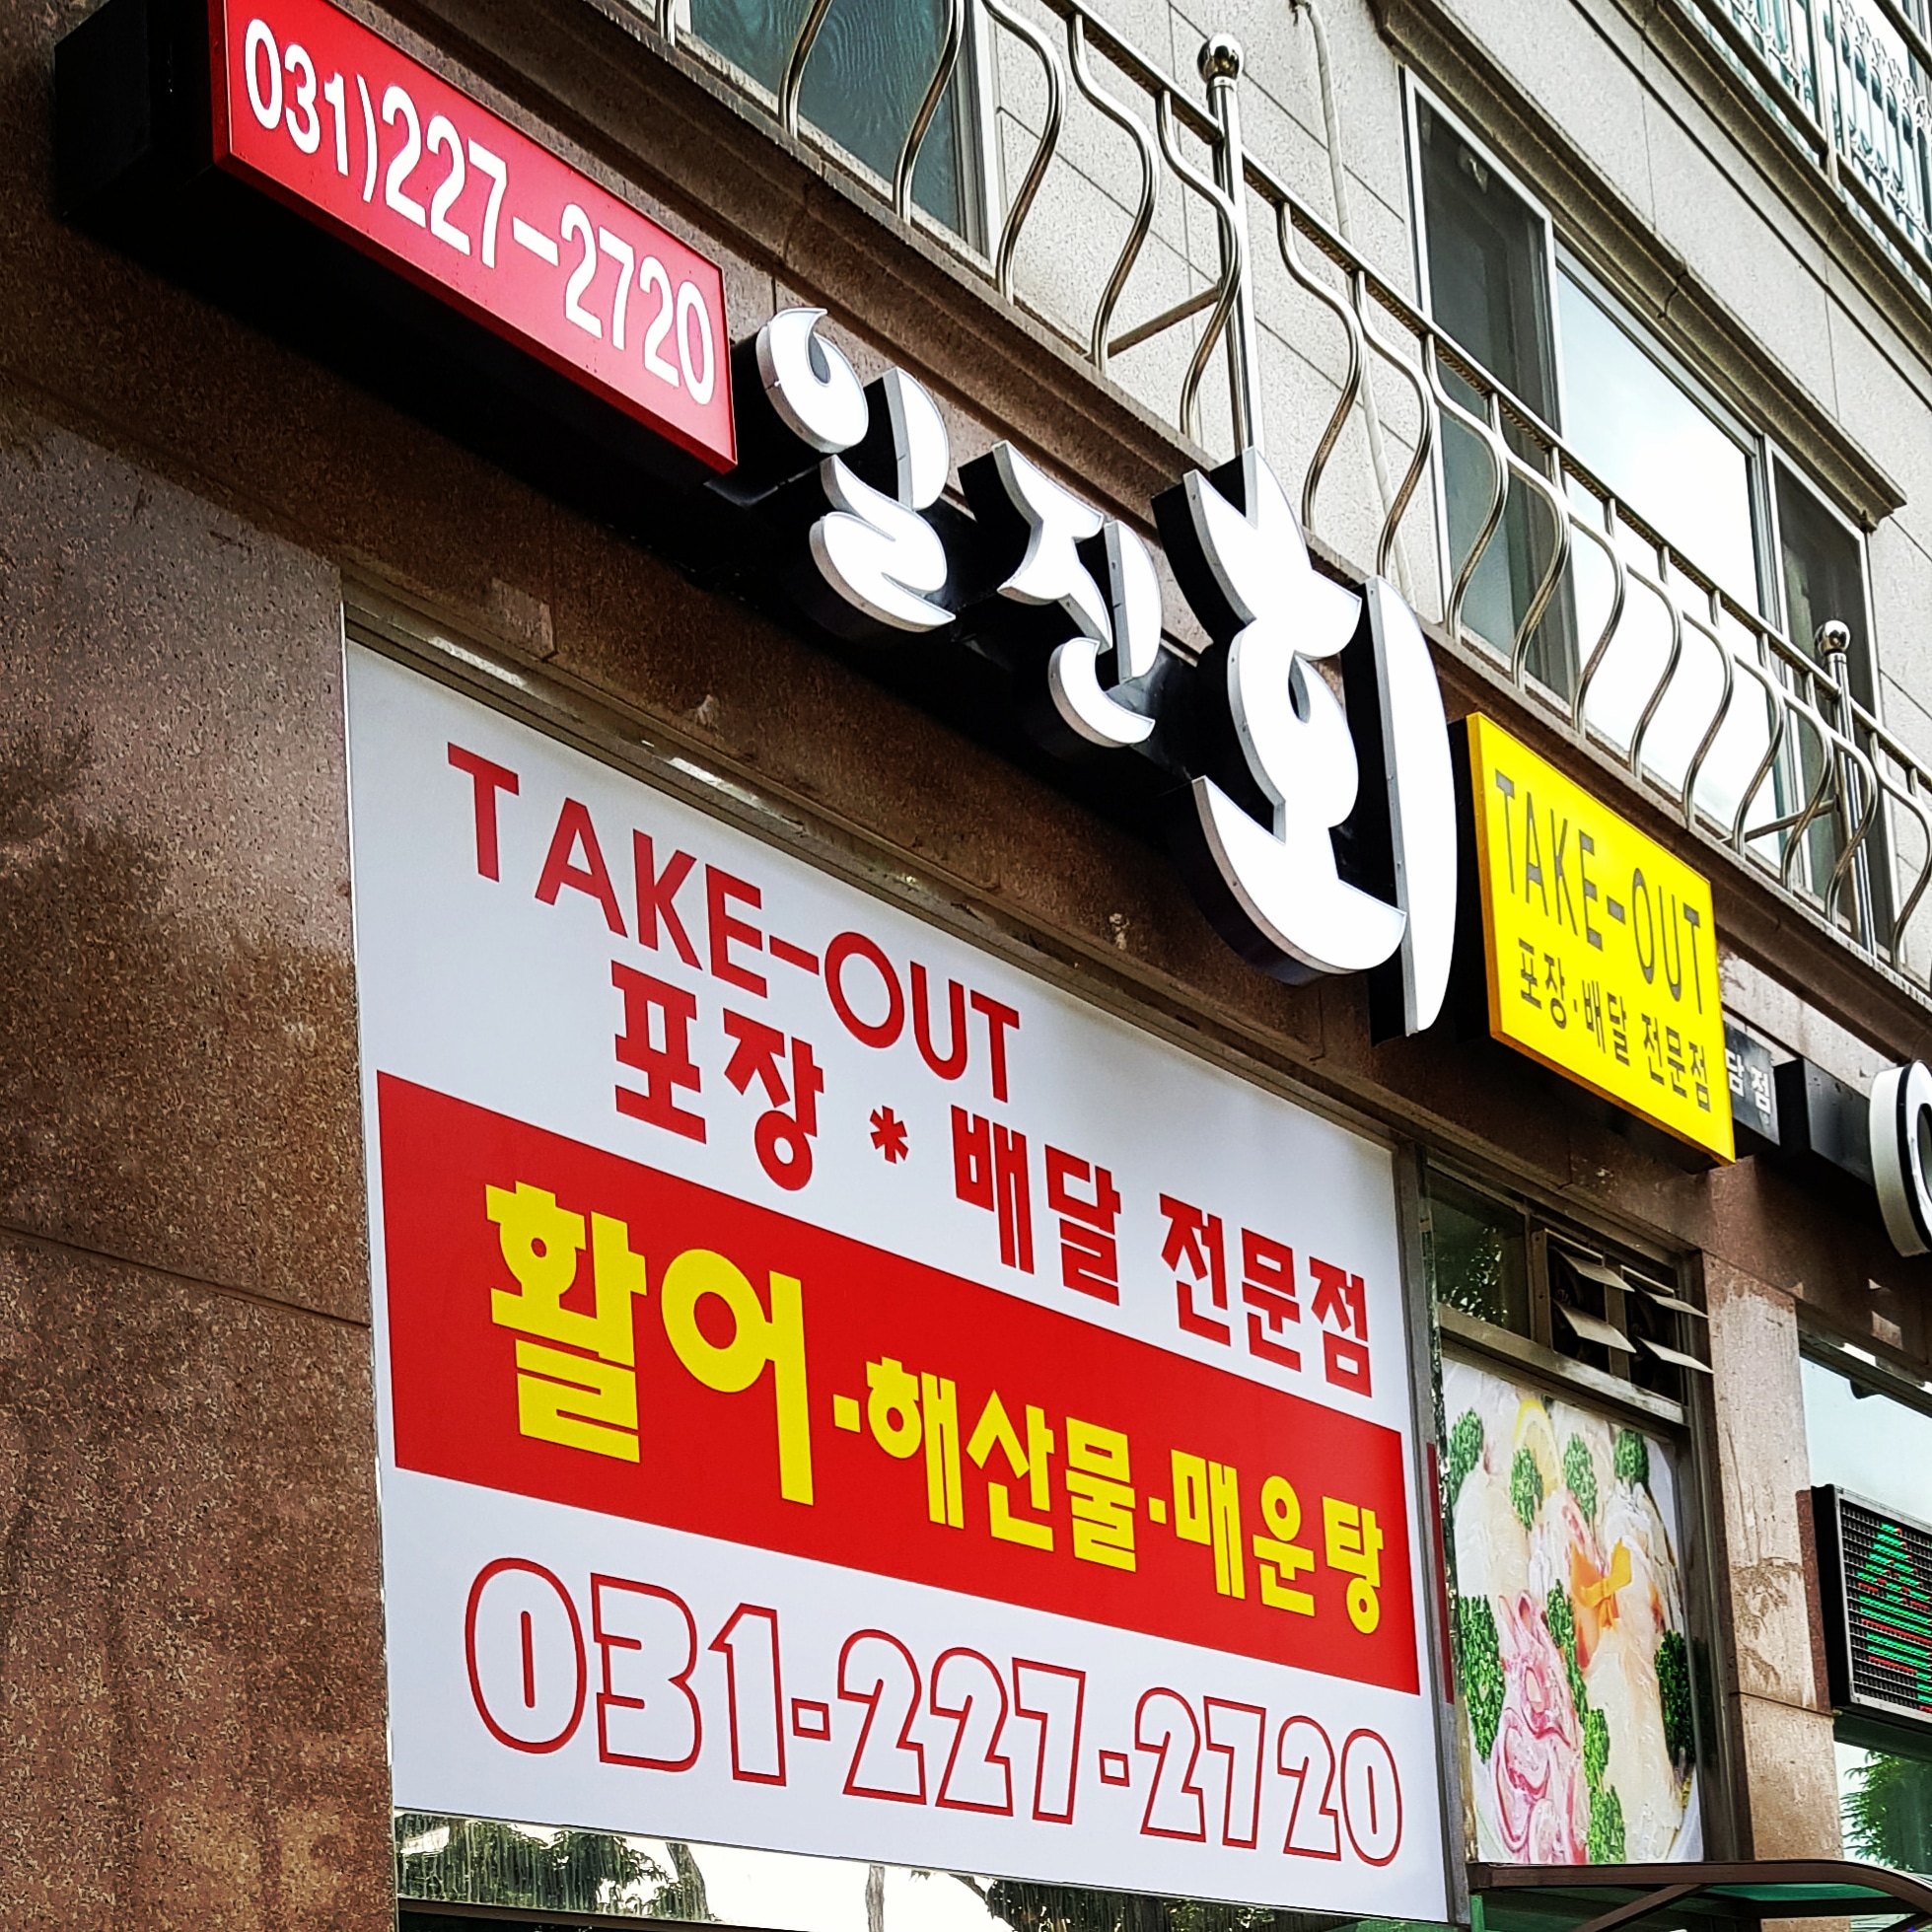 031)227-2720
일진회
TAKE-OUT
포장·배달 전문점
TAKE-OUT
포장 * 배달 전문점
활어·해산물·매운탕
031-227-2720